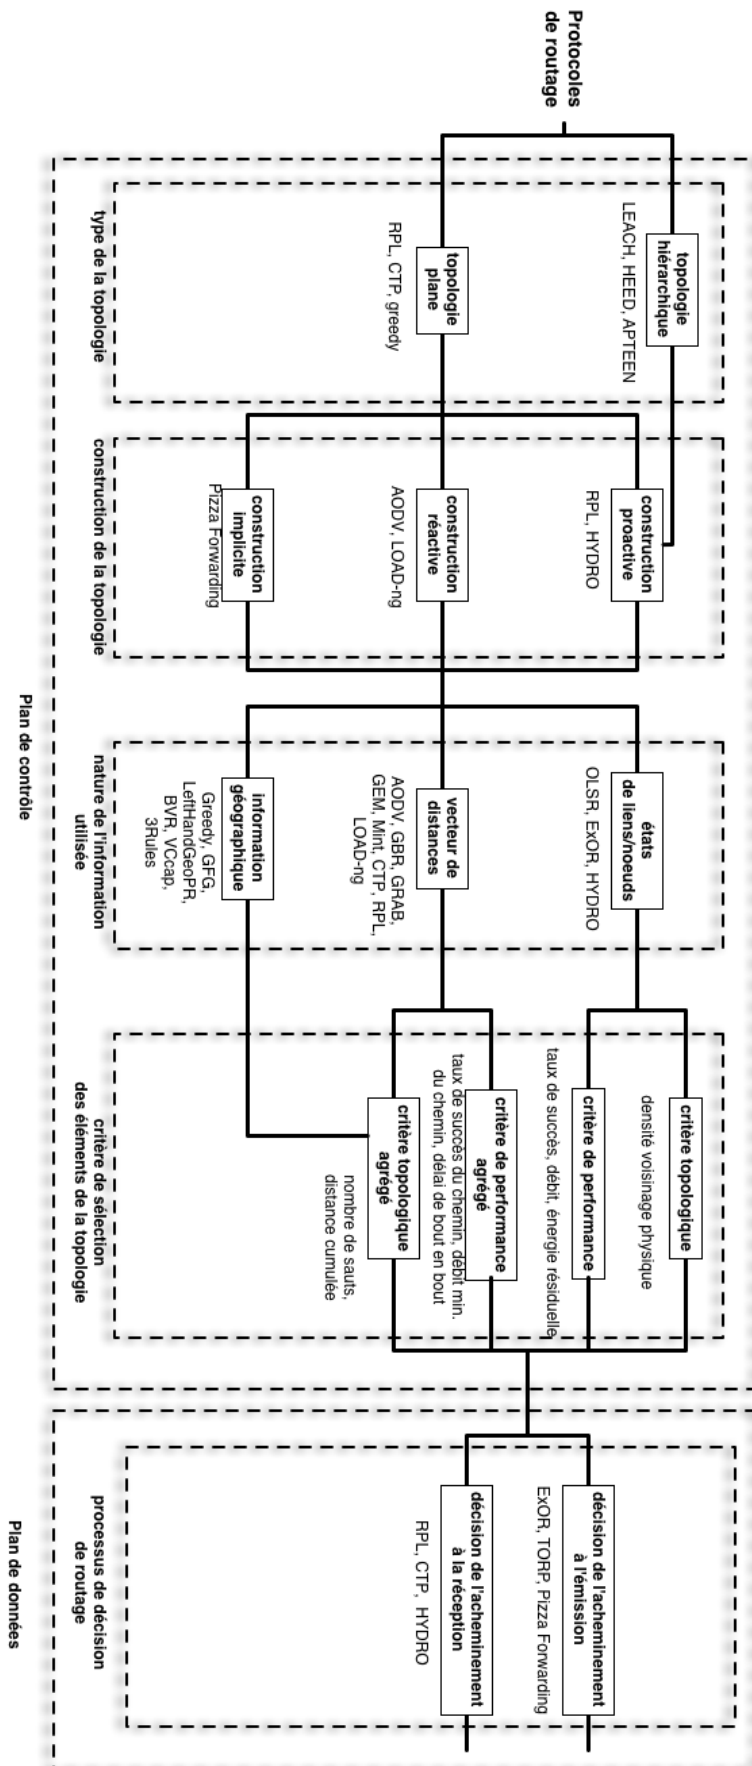 Protocoles
de routage
topologie
hiérarchique
LEACH, HEED, APTEEN
topologie
plane
RPL, CTP, greedy
type de la topologie
construction
proactive
RPL, HYDRO
construction
réactive
AODV, LOAD-ng
construction
implicite
Pizza Forwarding
construction de la topologie
états
de liens/noeuds
OLSR, ExOR, HYDRO
vecteur de
distances
AODV, GBR, GRAB,
GEM, Mint, CTP, RPL,
LOAD-ng
information
géographique
Greedy, GFG,
LeftHandGeoPR,
BVR, VCcap,
3Rules
nature de l'information
utilisée
critère topologique
densité voisinage physique
critère de performance
taux de succès, débit, énergie résiduelle
critère de performance
agrégé
taux de succès du chemin, débit min.
du chemin, délai de bout en bout
critère topologique
agrégé
nombre de sauts,
distance cumulée
critère de sélection
des éléments de la topologie
Plan de contrôle
décision de l'acheminement
à l'émission
ExOR, TORP, Pizza Forwarding
décision de l'acheminement
à la réception
RPL, CTP, HYDRO
processus de décision
de routage
Plan de données